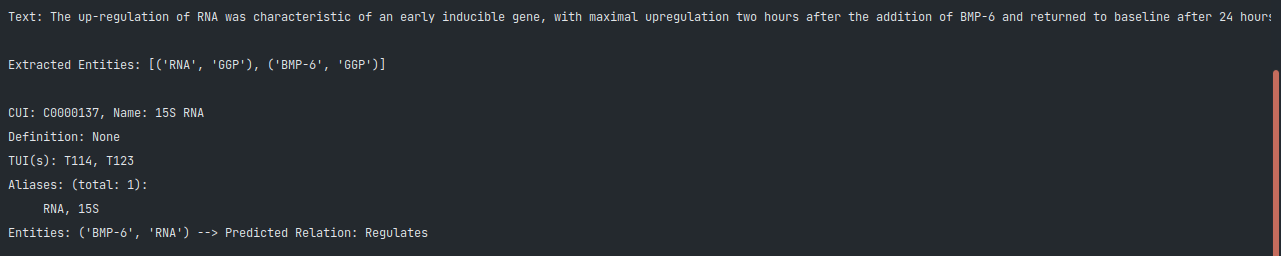 Text: The up-regulation of RNA was characteristic of an early inducible gene, with maximal upregulation two hours after the addition of BMP-6 and returned to baseline after 24 hours
Extracted Entities: [('RNA', 'GGP'), ('BMP-6', 'GGP')]
CUI: C0000137, Name: 15S RNA
Definition: None
TUI(s): T114, T123
Aliases: (total: 1):
RNA, 15S
Entities: ('BMP-6', 'RNA') --> Predicted Relation: Regulates